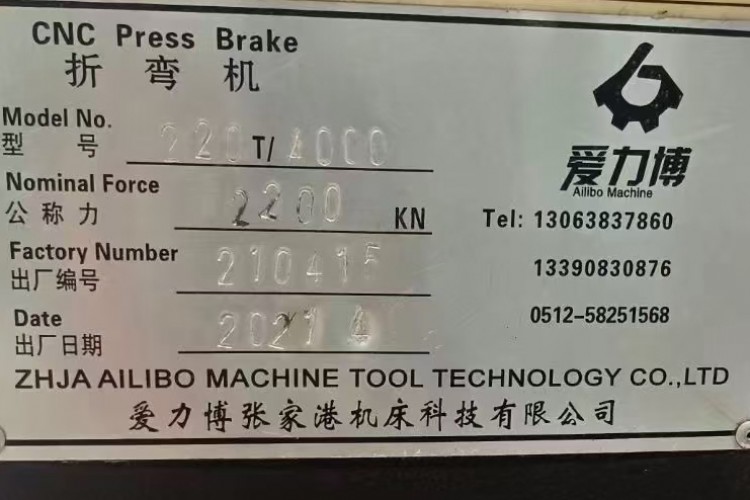 CNC Press Brake
折弯机
Model No.
型 号 220T/4000
Nominal Force
公称力 2200 KN
Factory Number
出厂编号 210415
Date
出厂日期 2021 4
爱力博
Ailibo Machine
Tel: 13063837860
13390830876
0512-58251568
ZHJA AILIBO MACHINE TOOL TECHNOLOGY CO.,LTD
爱力博张家港机床科技有限公司